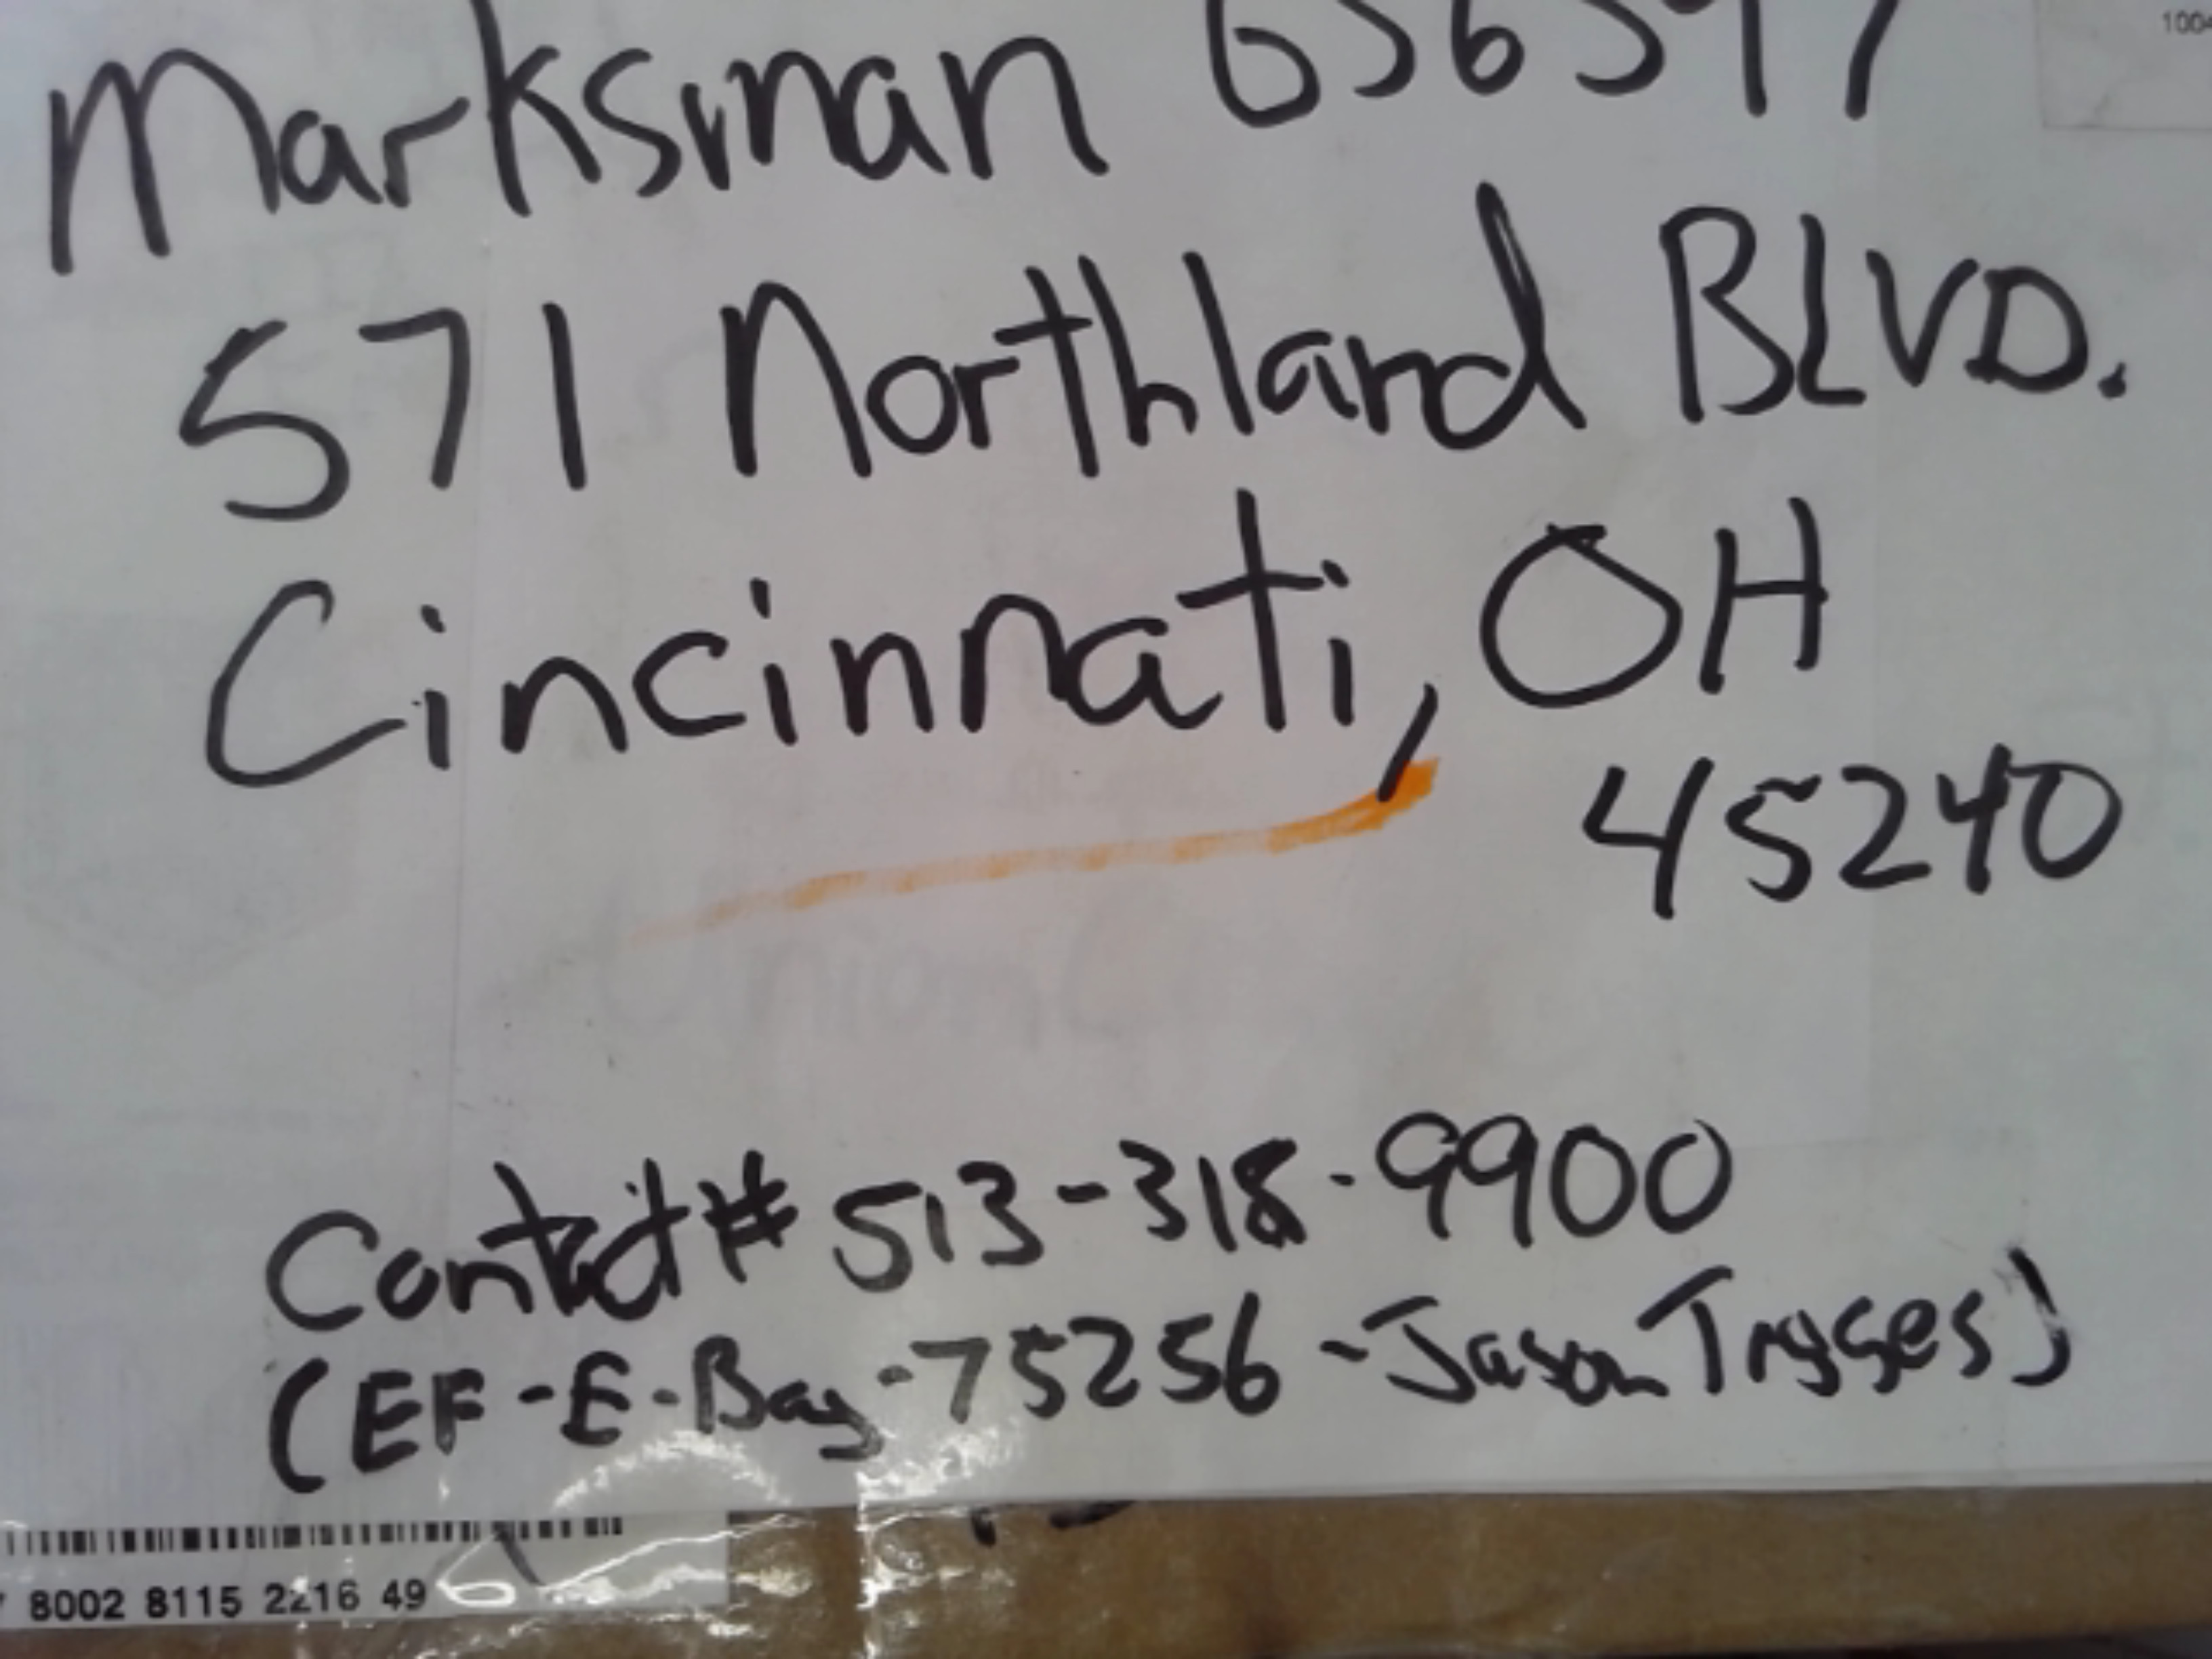 Marksman 656597
1004
571 Northland BLVD.
Cincinnati, OH
45240
Contact # 513-318-9900
(EF-E-Bay-75256-Jason Tryses)
8002 8115 2216 49